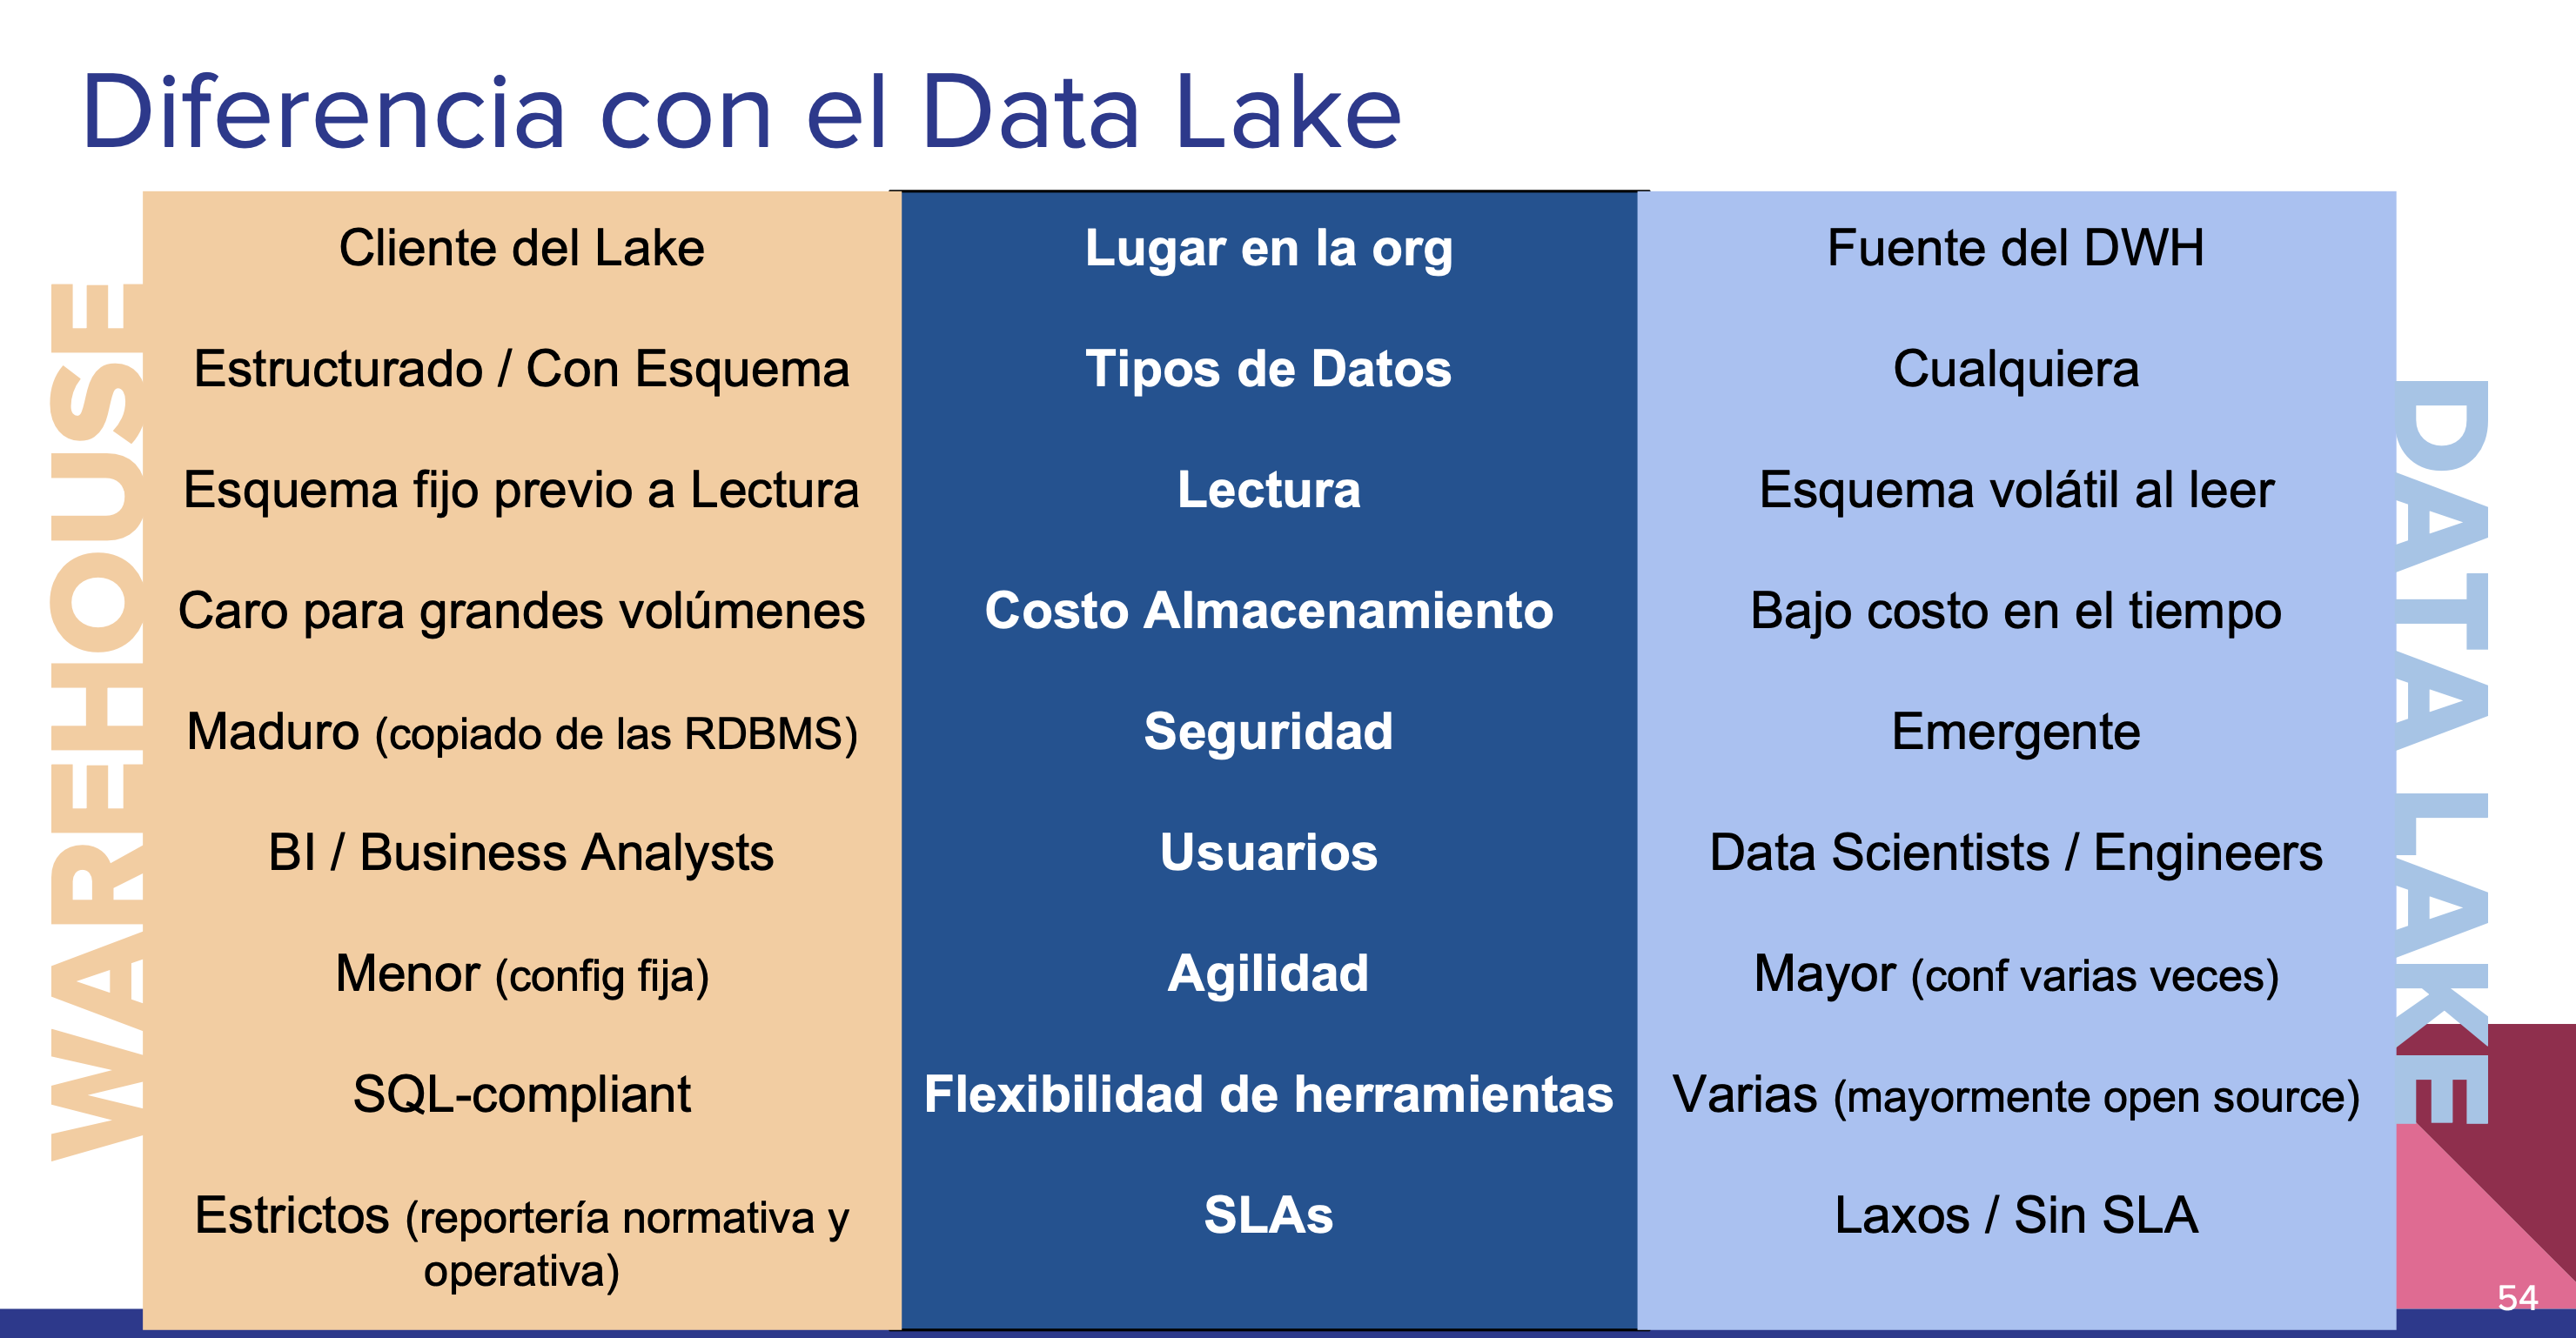 Diferencia con el Data Lake
WAREHOUSE
DATA LAKE
Cliente del Lake
Lugar en la org
Fuente del DWH
Estructurado / Con Esquema
Tipos de Datos
Cualquiera
Esquema fijo previo a Lectura
Lectura
Esquema volátil al leer
Caro para grandes volúmenes
Costo Almacenamiento
Bajo costo en el tiempo
Maduro (copiado de las RDBMS)
Seguridad
Emergente
BI / Business Analysts
Usuarios
Data Scientists / Engineers
Menor (config fija)
Agilidad
Mayor (conf varias veces)
SQL-compliant
Flexibilidad de herramientas
Varias (mayormente open source)
Estrictos (reportería normativa y
operativa)
SLAs
Laxos / Sin SLA
54